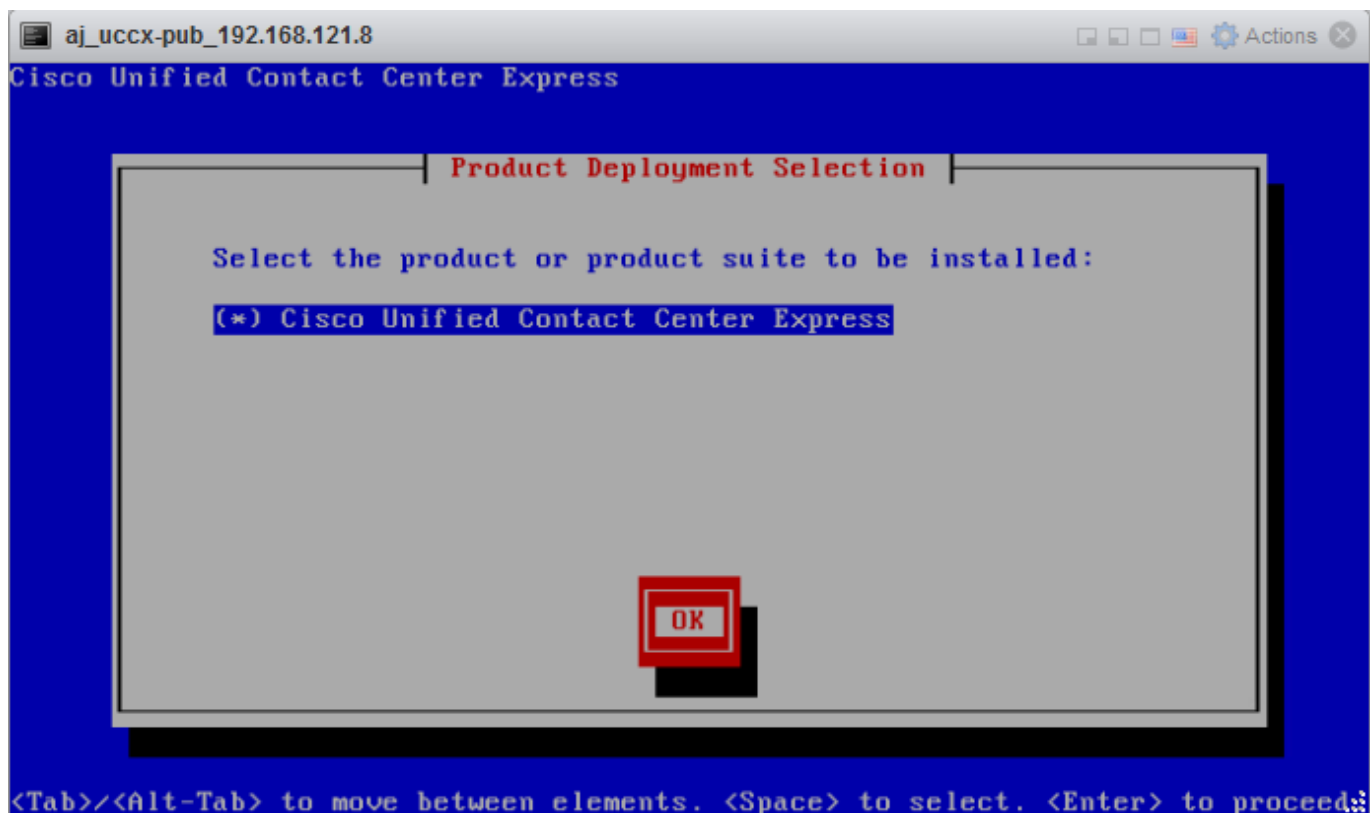 aj_uccx-pub_192.168.121.8
Actions
Cisco Unified Contact Center Express
Product Deployment Selection
Select the product or product suite to be installed:
(*) Cisco Unified Contact Center Express
OK
<Tab>/<Alt-Tab> to move between elements. <Space> to select. <Enter> to proceed